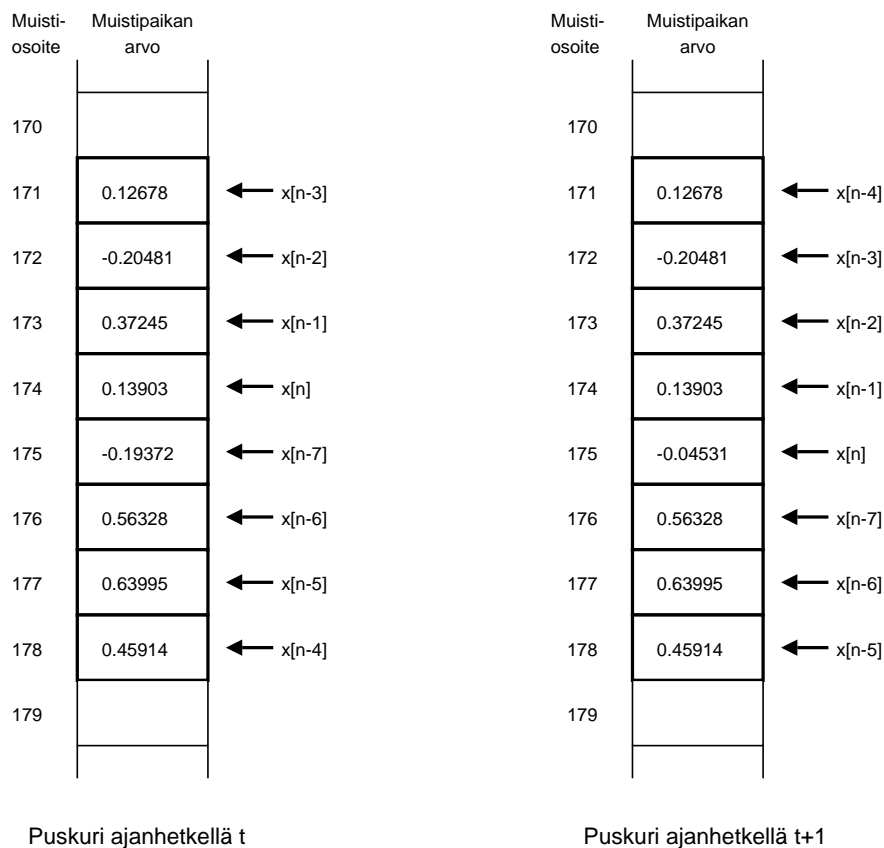 Muisti-
osoite
Muistipaikan
arvo
170
171 0.12678 x[n-3]
172 -0.20481 x[n-2]
173 0.37245 x[n-1]
174 0.13903 x[n]
175 -0.19372 x[n-7]
176 0.56328 x[n-6]
177 0.63995 x[n-5]
178 0.45914 x[n-4]
179
Puskuri ajanhetkellä t
Muisti-
osoite
Muistipaikan
arvo
170
171 0.12678 x[n-4]
172 -0.20481 x[n-3]
173 0.37245 x[n-2]
174 0.13903 x[n-1]
175 -0.04531 x[n]
176 0.56328 x[n-7]
177 0.63995 x[n-6]
178 0.45914 x[n-5]
179
Puskuri ajanhetkellä t+1